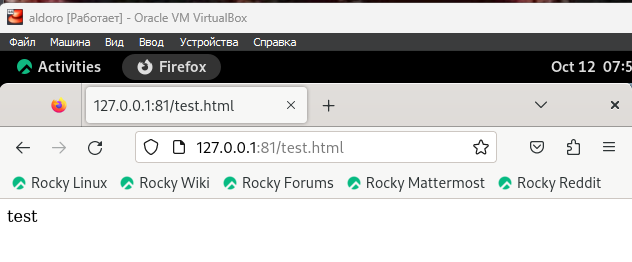 aldoro [Работает] - Oracle VM VirtualBox
Файл Машина Вид Ввод Устройства Справка
Activities Firefox Oct 12 07:5
127.0.0.1:81/test.html
127.0.0.1:81/test.html
Rocky Linux Rocky Wiki Rocky Forums Rocky Mattermost Rocky Reddit
test